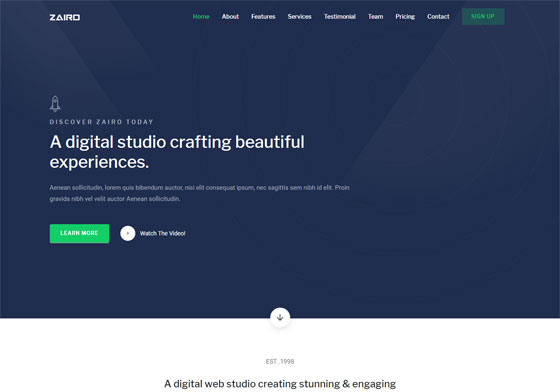 ZAIRO
Home About Features Services Testimonial Team Pricing Contact SIGN UP
DISCOVER ZAIRO TODAY
A digital studio crafting beautiful
experiences.
Aenean sollicitudin, lorem quis bibendum auctor, nisi elit consequat ipsum, nec sagittis sem nibh id elit. Proin
gravida nibh vel velit auctor Aenean sollicitudin.
LEARN MORE Watch The Video!
EST .1998
A digital web studio creating stunning & engaging